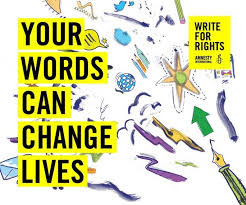 YOUR
WORDS
CAN
CHANGE
LIVES
WRITE
FOR
RIGHTS
AMNESTY
INTERNATIONAL